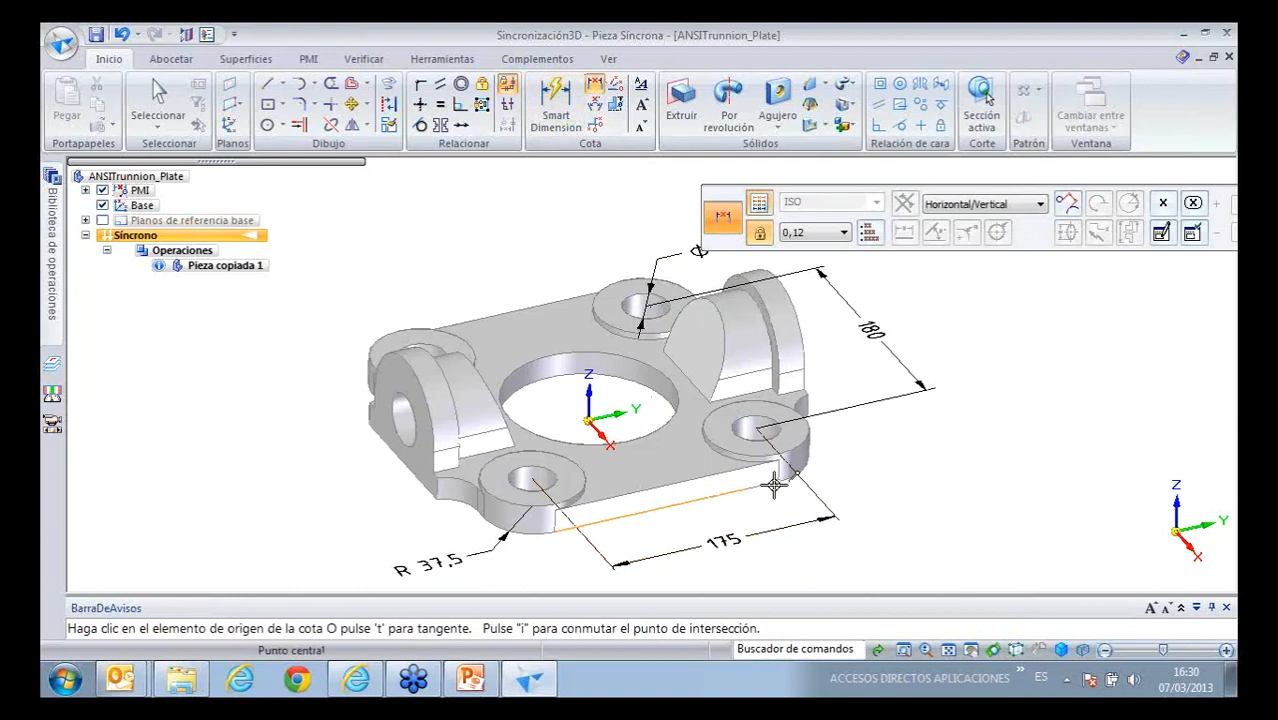 Sincronización3D - Pieza Síncrona - [ANSITrunnion_Plate]
Inicio Abocetar Superficies PMI Verificar Herramientas Complementos Ver
Pegar
Seleccionar
Smart
Dimension
Extruir
Por
revolución
Agujero
Sección
activa
Cambiar entre
ventanas
Portapapeles Seleccionar Planos Dibujo Relacionar Cota Sólidos Relación de cara Corte Patrón Ventana
Biblioteca de operaciones
ANSITrunnion_Plate
PMI
Base
Planos de referencia base
Síncrono
Operaciones
Pieza copiada 1
ISO
Horizontal/Vertical
0,12
Φ
180
Z
Y
X
175
R 37,5
Z
Y
X
BarraDeAvisos
Haga clic en el elemento de origen de la cota O pulse 't' para tangente. Pulse "i" para conmutar el punto de intersección.
Punto central
Buscador de comandos
ACCESOS DIRECTOS APLICACIONES
»
ES
16:30
07/03/2013